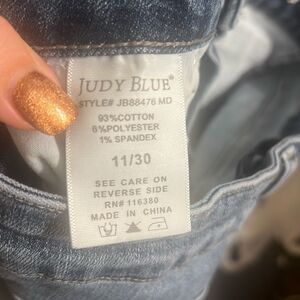 JUDY BLUE®
STYLE# JB88476 MD
93%COTTON
6%POLYESTER
1% SPANDEX
11/30
SEE CARE ON
REVERSE SIDE
RN# 116380
MADE IN CHINA